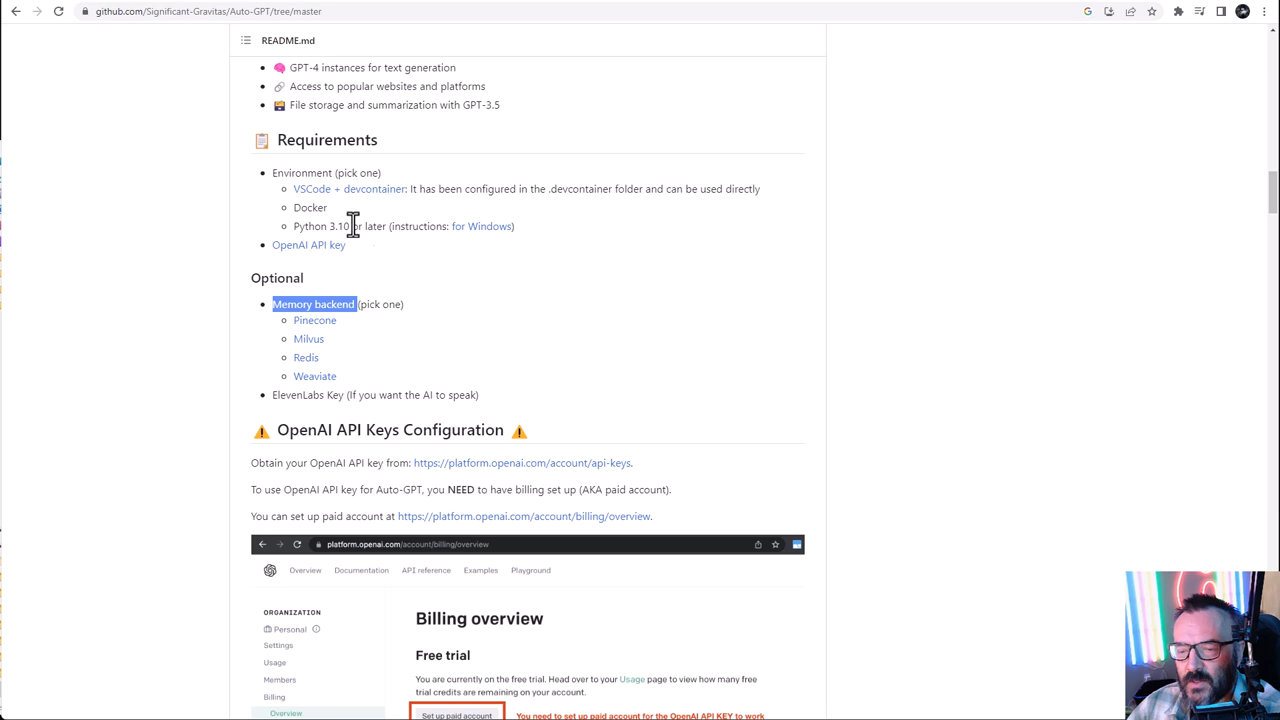 github.com/Significant-Gravitas/Auto-GPT/tree/master
README.md
GPT-4 instances for text generation
Access to popular websites and platforms
File storage and summarization with GPT-3.5
Requirements
Environment (pick one)
VSCode + devcontainer: It has been configured in the .devcontainer folder and can be used directly
Docker
Python 3.10 or later (instructions: for Windows)
OpenAI API key
Optional
Memory backend (pick one)
Pinecone
Milvus
Redis
Weaviate
ElevenLabs Key (If you want the AI to speak)
OpenAI API Keys Configuration
Obtain your OpenAI API key from: https://platform.openai.com/account/api-keys.
To use OpenAI API key for Auto-GPT, you NEED to have billing set up (AKA paid account).
You can set up paid account at https://platform.openai.com/account/billing/overview.
platform.openai.com/account/billing/overview
Overview Documentation API reference Examples Playground
ORGANIZATION
Personal
Settings
Usage
Members
Billing
Overview
Billing overview
Free trial
You are currently on the free trial. Head over to your Usage page to view how many free
trial credits are remaining on your account.
Set up paid account
You need to set up paid account for the OpenAI API KEY to work